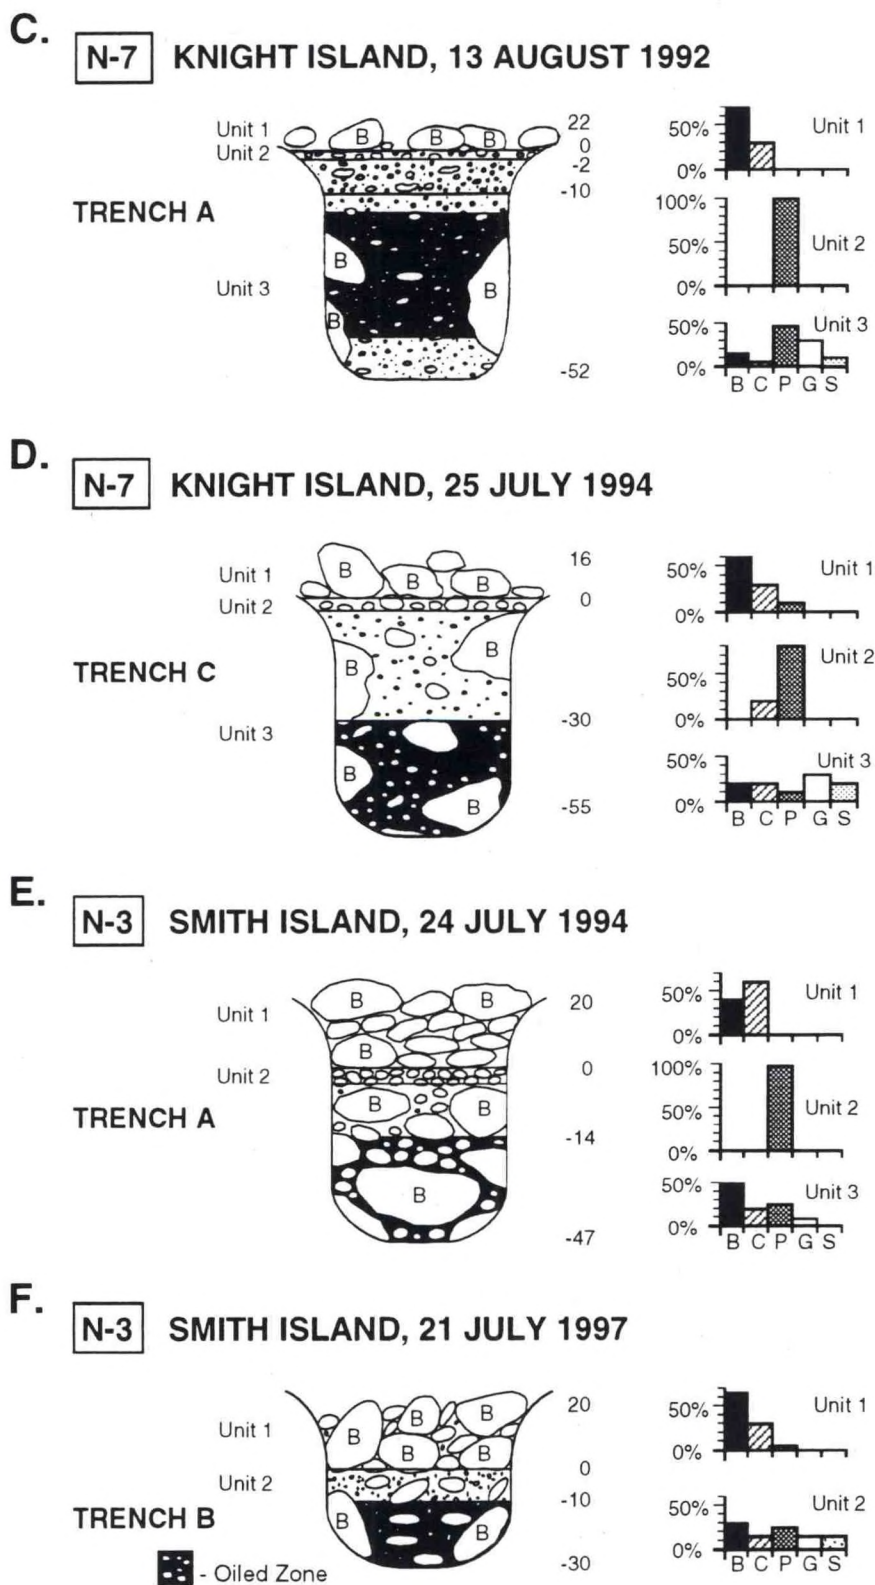 C.
N-7 KNIGHT ISLAND, 13 AUGUST 1992
Unit 1
Unit 2
TRENCH A
Unit 3
B B B
B
B
B
22
0
-2
-10
-52
50%
0%
Unit 1
100%
50%
0%
Unit 2
50%
0%
Unit 3
B C P G S
D.
N-7 KNIGHT ISLAND, 25 JULY 1994
Unit 1
Unit 2
TRENCH C
Unit 3
B B B
B
B
B
B
16
0
-30
-55
50%
0%
Unit 1
50%
0%
Unit 2
50%
0%
Unit 3
B C P G S
E.
N-3 SMITH ISLAND, 24 JULY 1994
Unit 1
Unit 2
TRENCH A
B B
B
B B
B
20
0
-14
-47
50%
0%
Unit 1
100%
50%
0%
Unit 2
50%
0%
Unit 3
B C P G S
F.
N-3 SMITH ISLAND, 21 JULY 1997
Unit 1
Unit 2
TRENCH B
B B B
B B
B B
20
0
-10
-30
50%
0%
Unit 1
50%
0%
Unit 2
B C P G S
- Oiled Zone